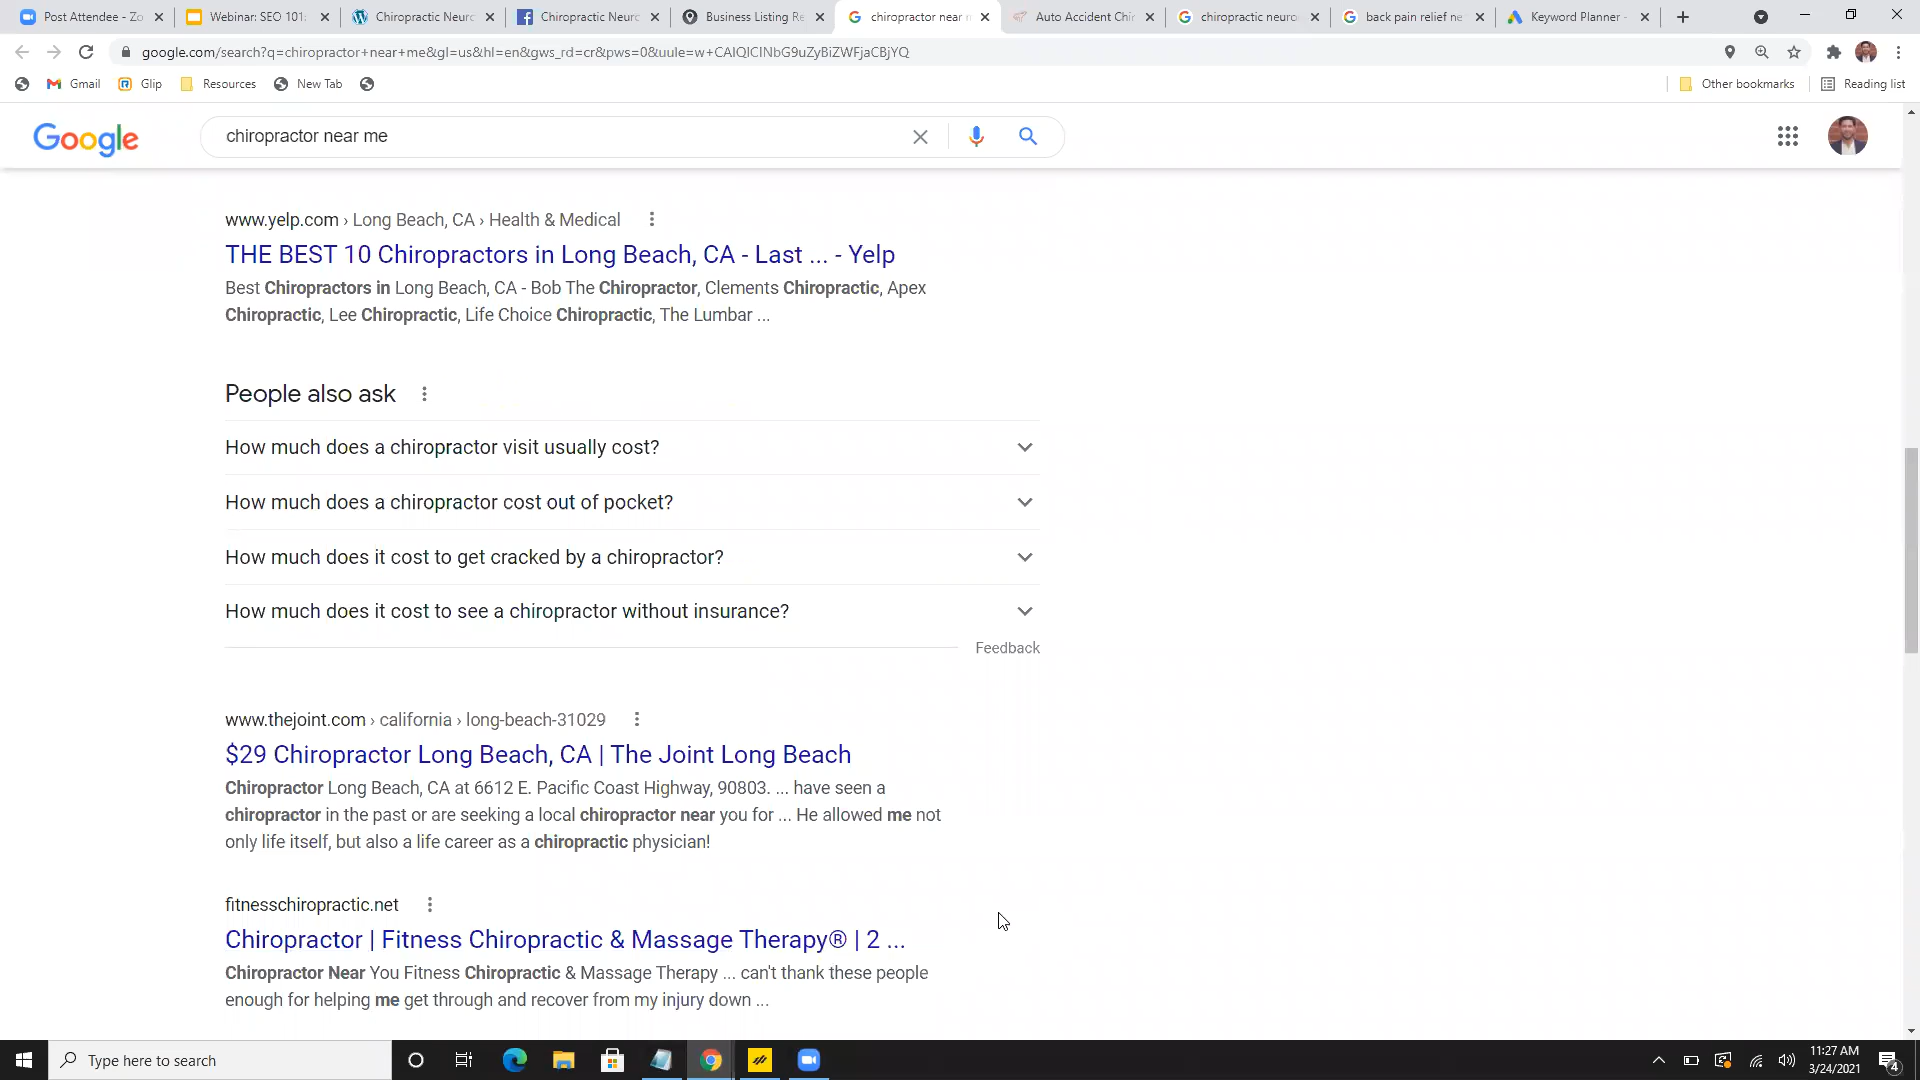 Post Attendee - Zo
Webinar: SEO 101:
Chiropractic Neuro
Chiropractic Neuro
Business Listing Re
chiropractor near m
Auto Accident Chir
chiropractic neuro
back pain relief ne
Keyword Planner -
google.com/search?q=chiropractor+near+me&gl=us&hl=en&gws_rd=cr&pws=0&uule=w+CAIQICINbG9uZyBiZWFjaCBjYQ
Gmail
Glip
Resources
New Tab
Other bookmarks
Reading list
Google
chiropractor near me
www.yelp.com › Long Beach, CA › Health & Medical
THE BEST 10 Chiropractors in Long Beach, CA - Last ... - Yelp
Best Chiropractors in Long Beach, CA - Bob The Chiropractor, Clements Chiropractic, Apex
Chiropractic, Lee Chiropractic, Life Choice Chiropractic, The Lumbar ...
People also ask
How much does a chiropractor visit usually cost?
How much does a chiropractor cost out of pocket?
How much does it cost to get cracked by a chiropractor?
How much does it cost to see a chiropractor without insurance?
Feedback
www.thejoint.com › california › long-beach-31029
$29 Chiropractor Long Beach, CA | The Joint Long Beach
Chiropractor Long Beach, CA at 6612 E. Pacific Coast Highway, 90803. ... have seen a
chiropractor in the past or are seeking a local chiropractor near you for ... He allowed me not
only life itself, but also a life career as a chiropractic physician!
fitnesschiropractic.net
Chiropractor | Fitness Chiropractic & Massage Therapy® | 2 ...
Chiropractor Near You Fitness Chiropractic & Massage Therapy ... can't thank these people
enough for helping me get through and recover from my injury down ...
Type here to search
11:27 AM
3/24/2021
4